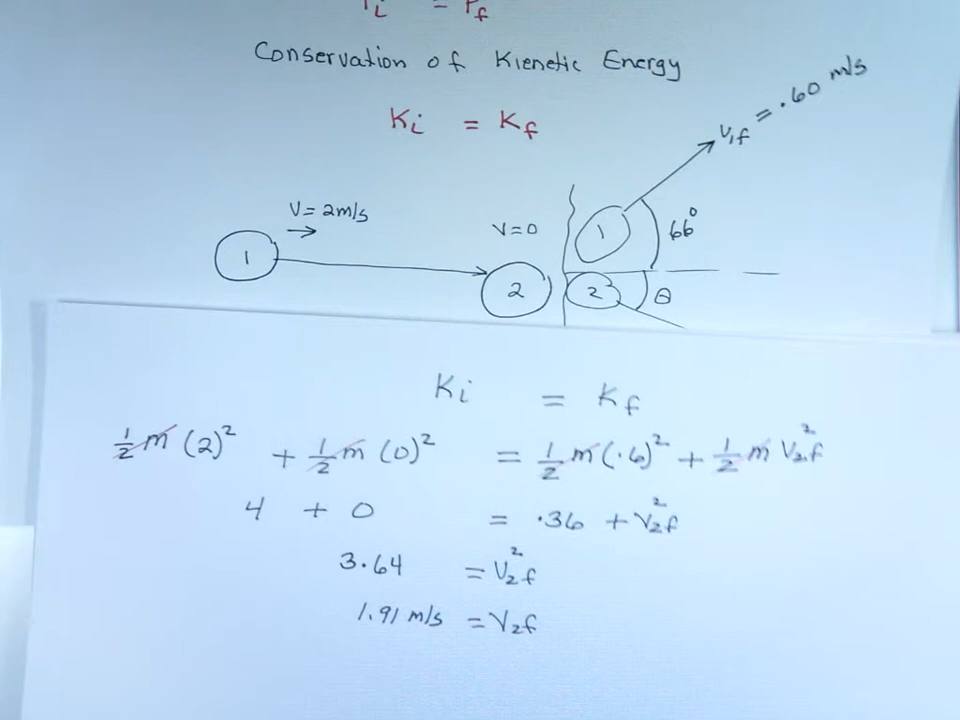 Pi = Pf
Conservation of Kienetic Energy
Ki = Kf
V1f = .60 m/s
V = 2m/s
V = 0
66°
1
2
1
2
θ
Ki = Kf
½m(2)² + ½m(0)² = ½m(.6)² + ½m V2f²
4 + 0 = .36 + V2f²
3.64 = V2f²
1.91 m/s = V2f